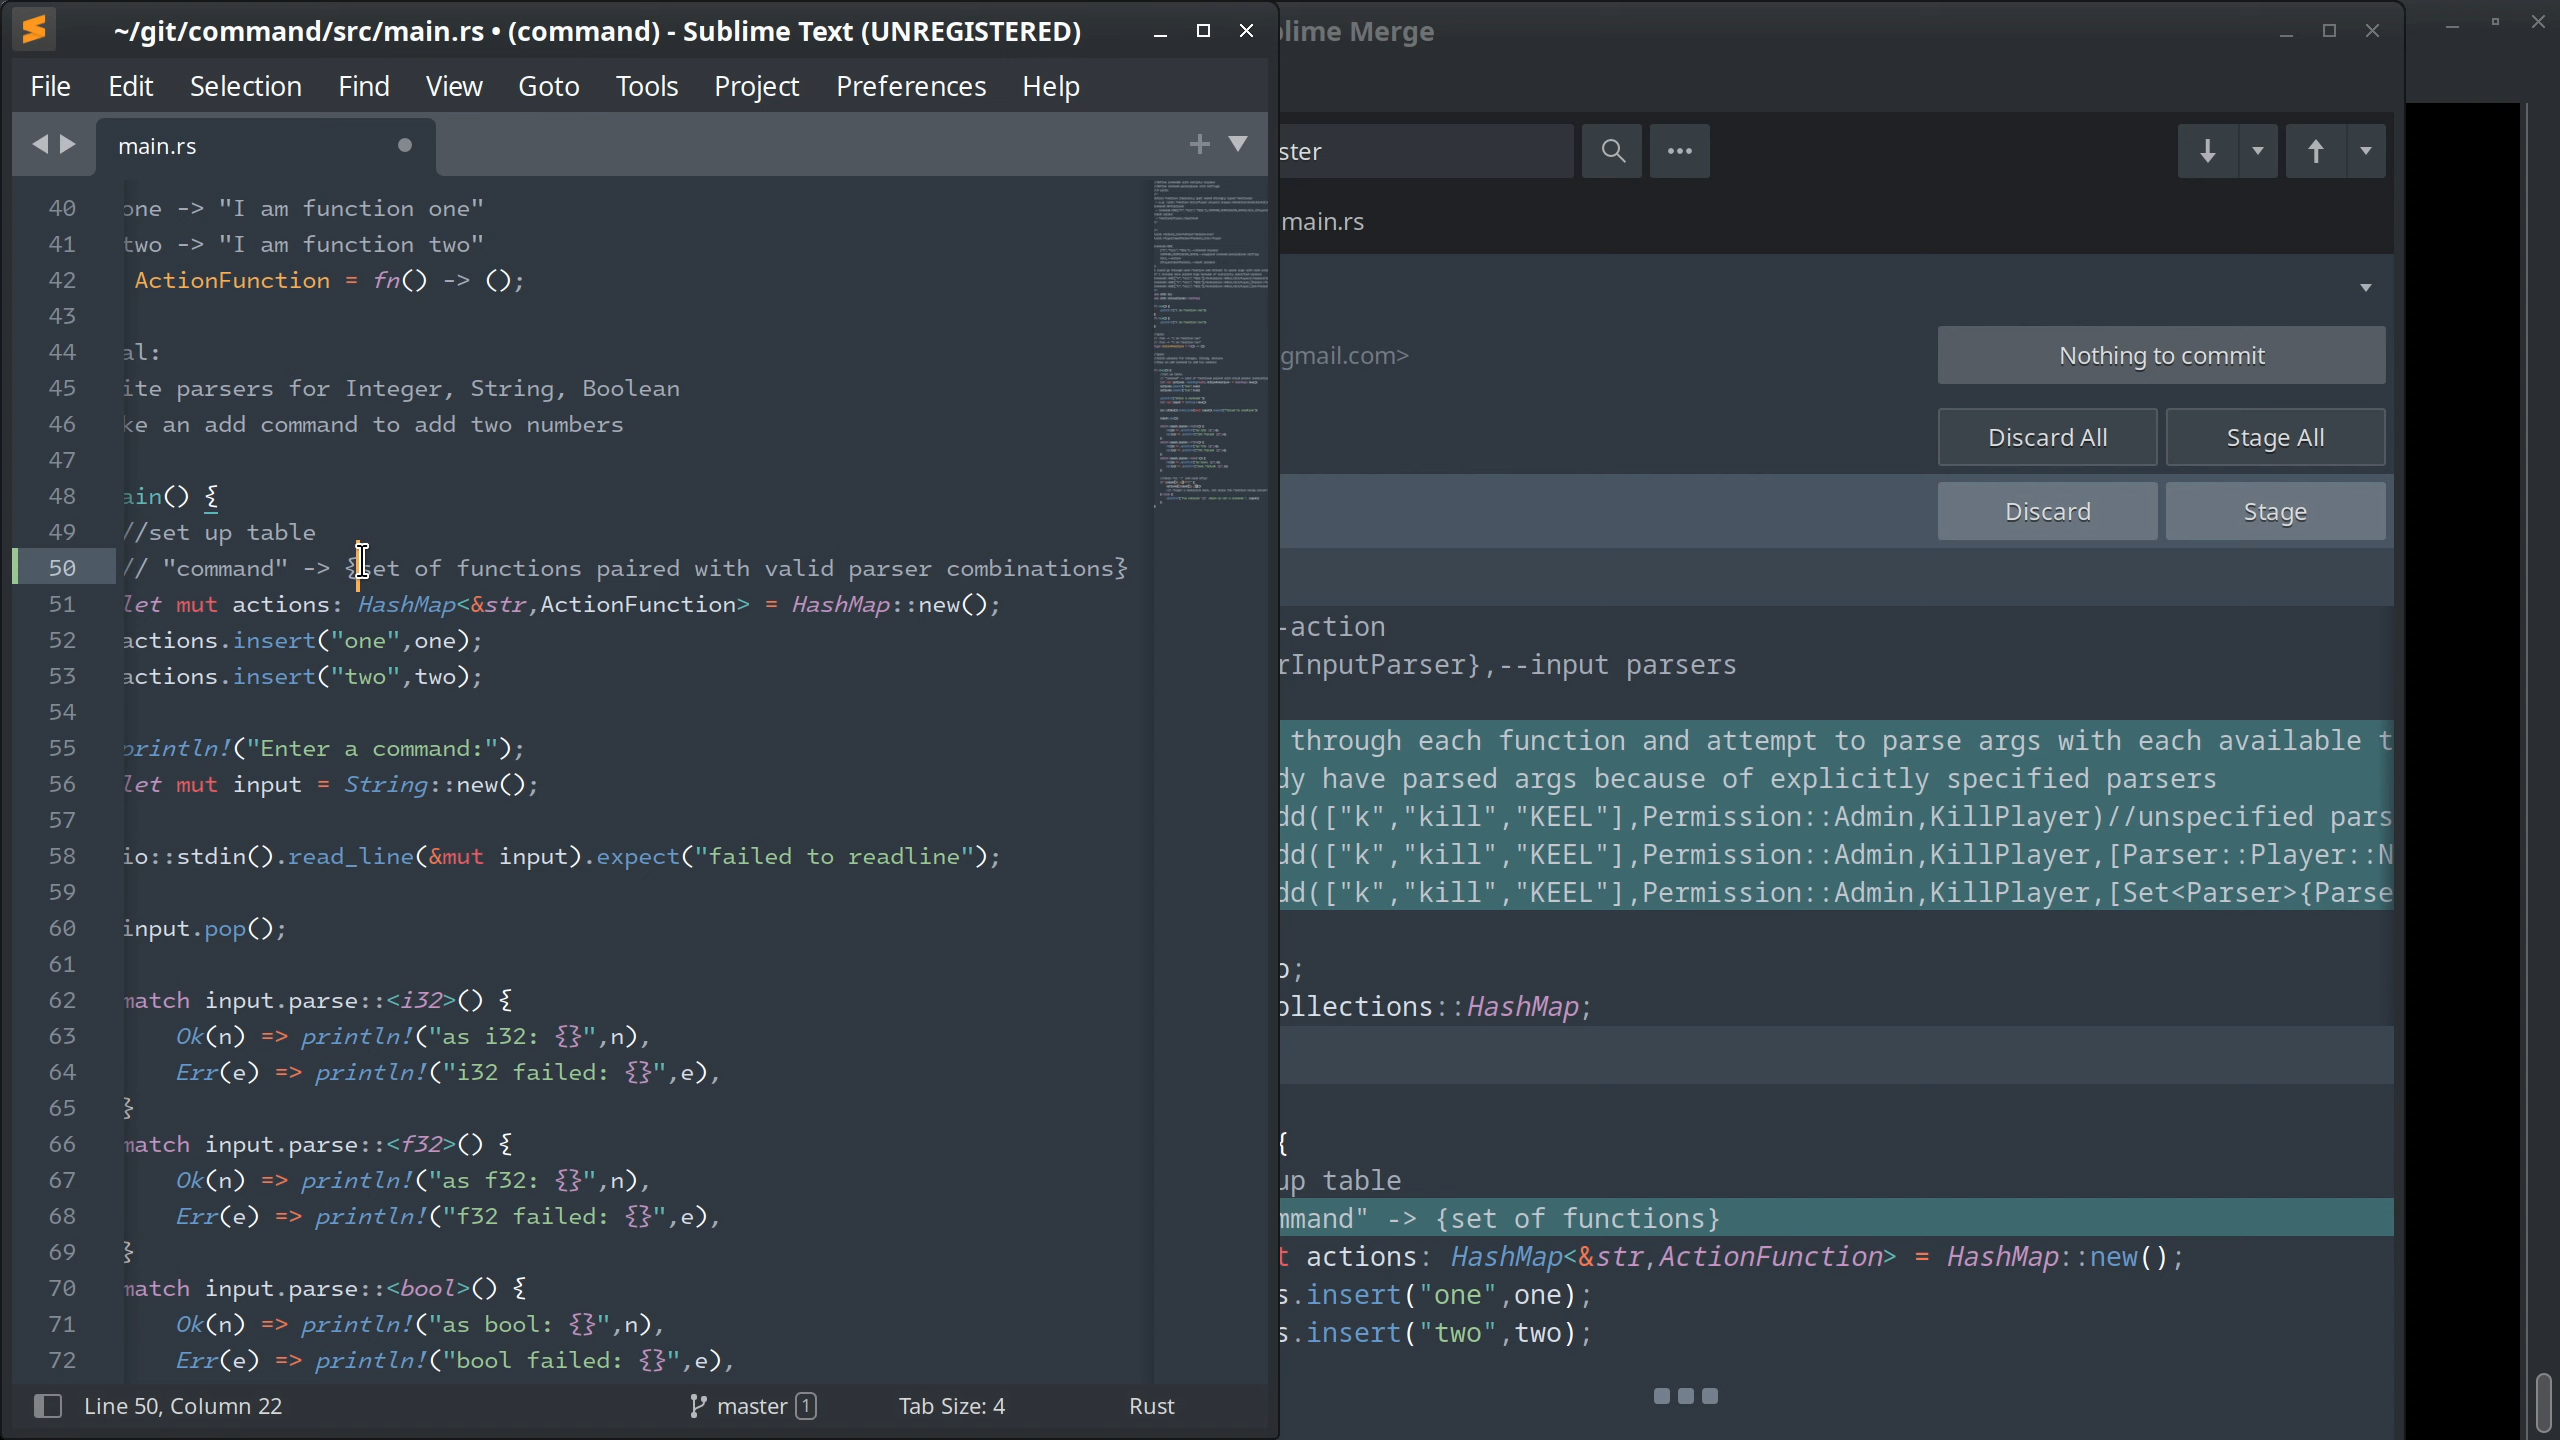 ~/git/command/src/main.rs • (command) - Sublime Text (UNREGISTERED)
File Edit Selection Find View Goto Tools Project Preferences Help
main.rs
40 one -> "I am function one"
41 two -> "I am function two"
42 ActionFunction = fn() -> ();
43
44 al:
45 ite parsers for Integer, String, Boolean
46 ke an add command to add two numbers
47
48 ain() {
49 //set up table
50 // "command" -> {set of functions paired with valid parser combinations}
51 let mut actions: HashMap<&str,ActionFunction> = HashMap::new();
52 actions.insert("one",one);
53 actions.insert("two",two);
54
55 println!("Enter a command:");
56 let mut input = String::new();
57
58 io::stdin().read_line(&mut input).expect("failed to readline");
59
60 input.pop();
61
62 match input.parse::<i32>() {
63 Ok(n) => println!("as i32: {}",n),
64 Err(e) => println!("i32 failed: {}",e),
65 }
66 match input.parse::<f32>() {
67 Ok(n) => println!("as f32: {}",n),
68 Err(e) => println!("f32 failed: {}",e),
69 }
70 match input.parse::<bool>() {
71 Ok(n) => println!("as bool: {}",n),
72 Err(e) => println!("bool failed: {}",e),
Line 50, Column 22 master 1 Tab Size: 4 Rust
blime Merge
ster
main.rs
gmail.com>
Nothing to commit
Discard All Stage All
Discard Stage
-action
rInputParser},--input parsers
through each function and attempt to parse args with each available t
dy have parsed args because of explicitly specified parsers
dd(["k","kill","KEEL"],Permission::Admin,KillPlayer)//unspecified pars
dd(["k","kill","KEEL"],Permission::Admin,KillPlayer,[Parser::Player::N
dd(["k","kill","KEEL"],Permission::Admin,KillPlayer,[Set<Parser>{Parse
o;
ollections::HashMap;
{
up table
mmand" -> {set of functions}
t actions: HashMap<&str,ActionFunction> = HashMap::new();
s.insert("one",one);
s.insert("two",two);